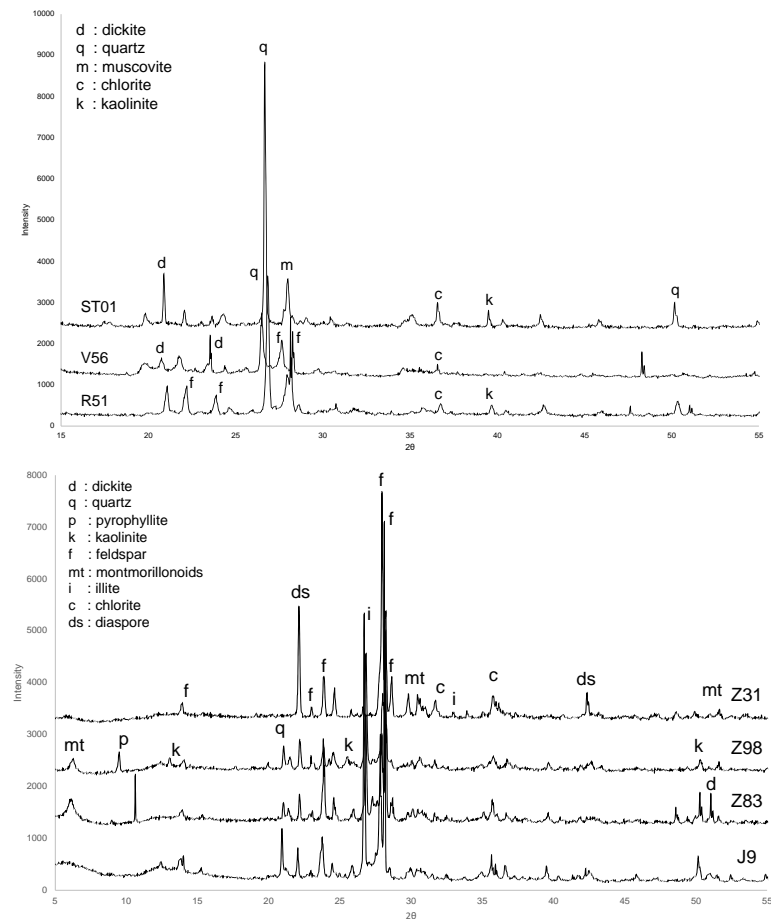 10000
d : dickite
q : quartz
m : muscovite
c : chlorite
k : kaolinite
q
9000
8000
7000
6000
Intensity
5000
4000
d
q
m
c
k
q
3000
ST01
2000
d
d
f
f
c
V56
1000
f
f
c
k
R51
0
15 20 25 30 35 40 45 50 55
2θ
8000
d : dickite
q : quartz
p : pyrophyllite
k : kaolinite
f : feldspar
mt : montmorillonoids
i : illite
c : chlorite
ds : diaspore
f
f
7000
6000
ds
i
5000
Intensity
f
f
f
f
mt
c
i
c
ds
mt
Z31
4000
3000
mt
p
k
q
k
k
Z98
2000
d
Z83
1000
J9
0
5 10 15 20 25 30 35 40 45 50 55
2θ